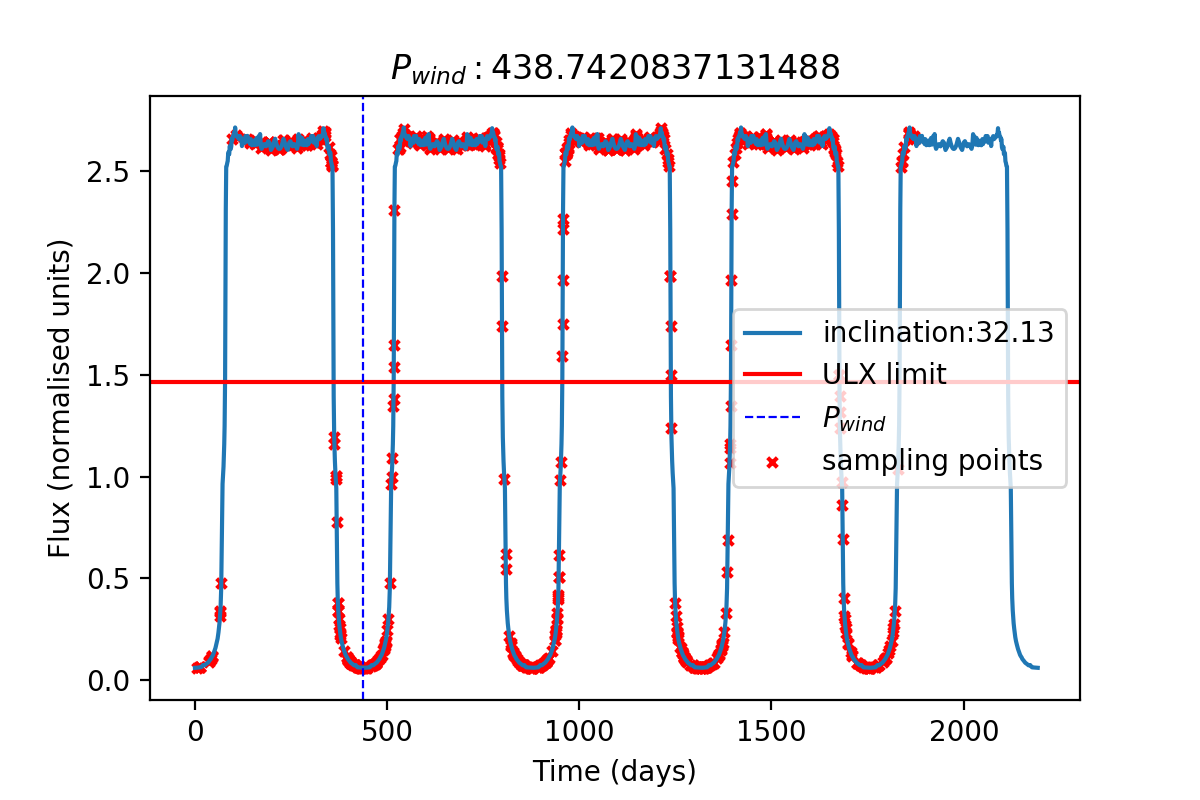 P_wind : 438.7420837131488
Flux (normalised units)
2.5
2.0
1.5
1.0
0.5
0.0
inclination:32.13
ULX limit
P_wind
sampling points
0 500 1000 1500 2000
Time (days)